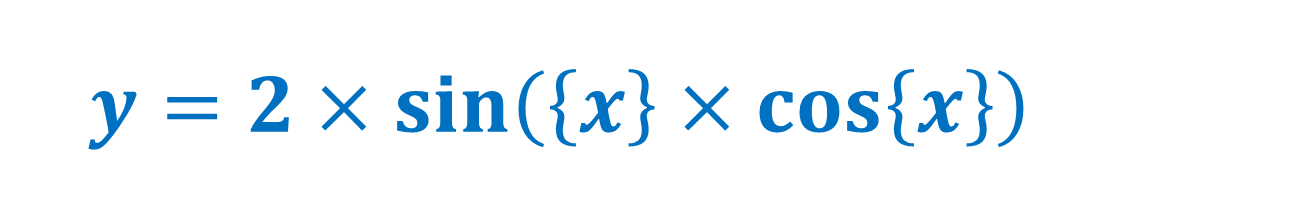 y = 2 × sin({x} × cos{x})